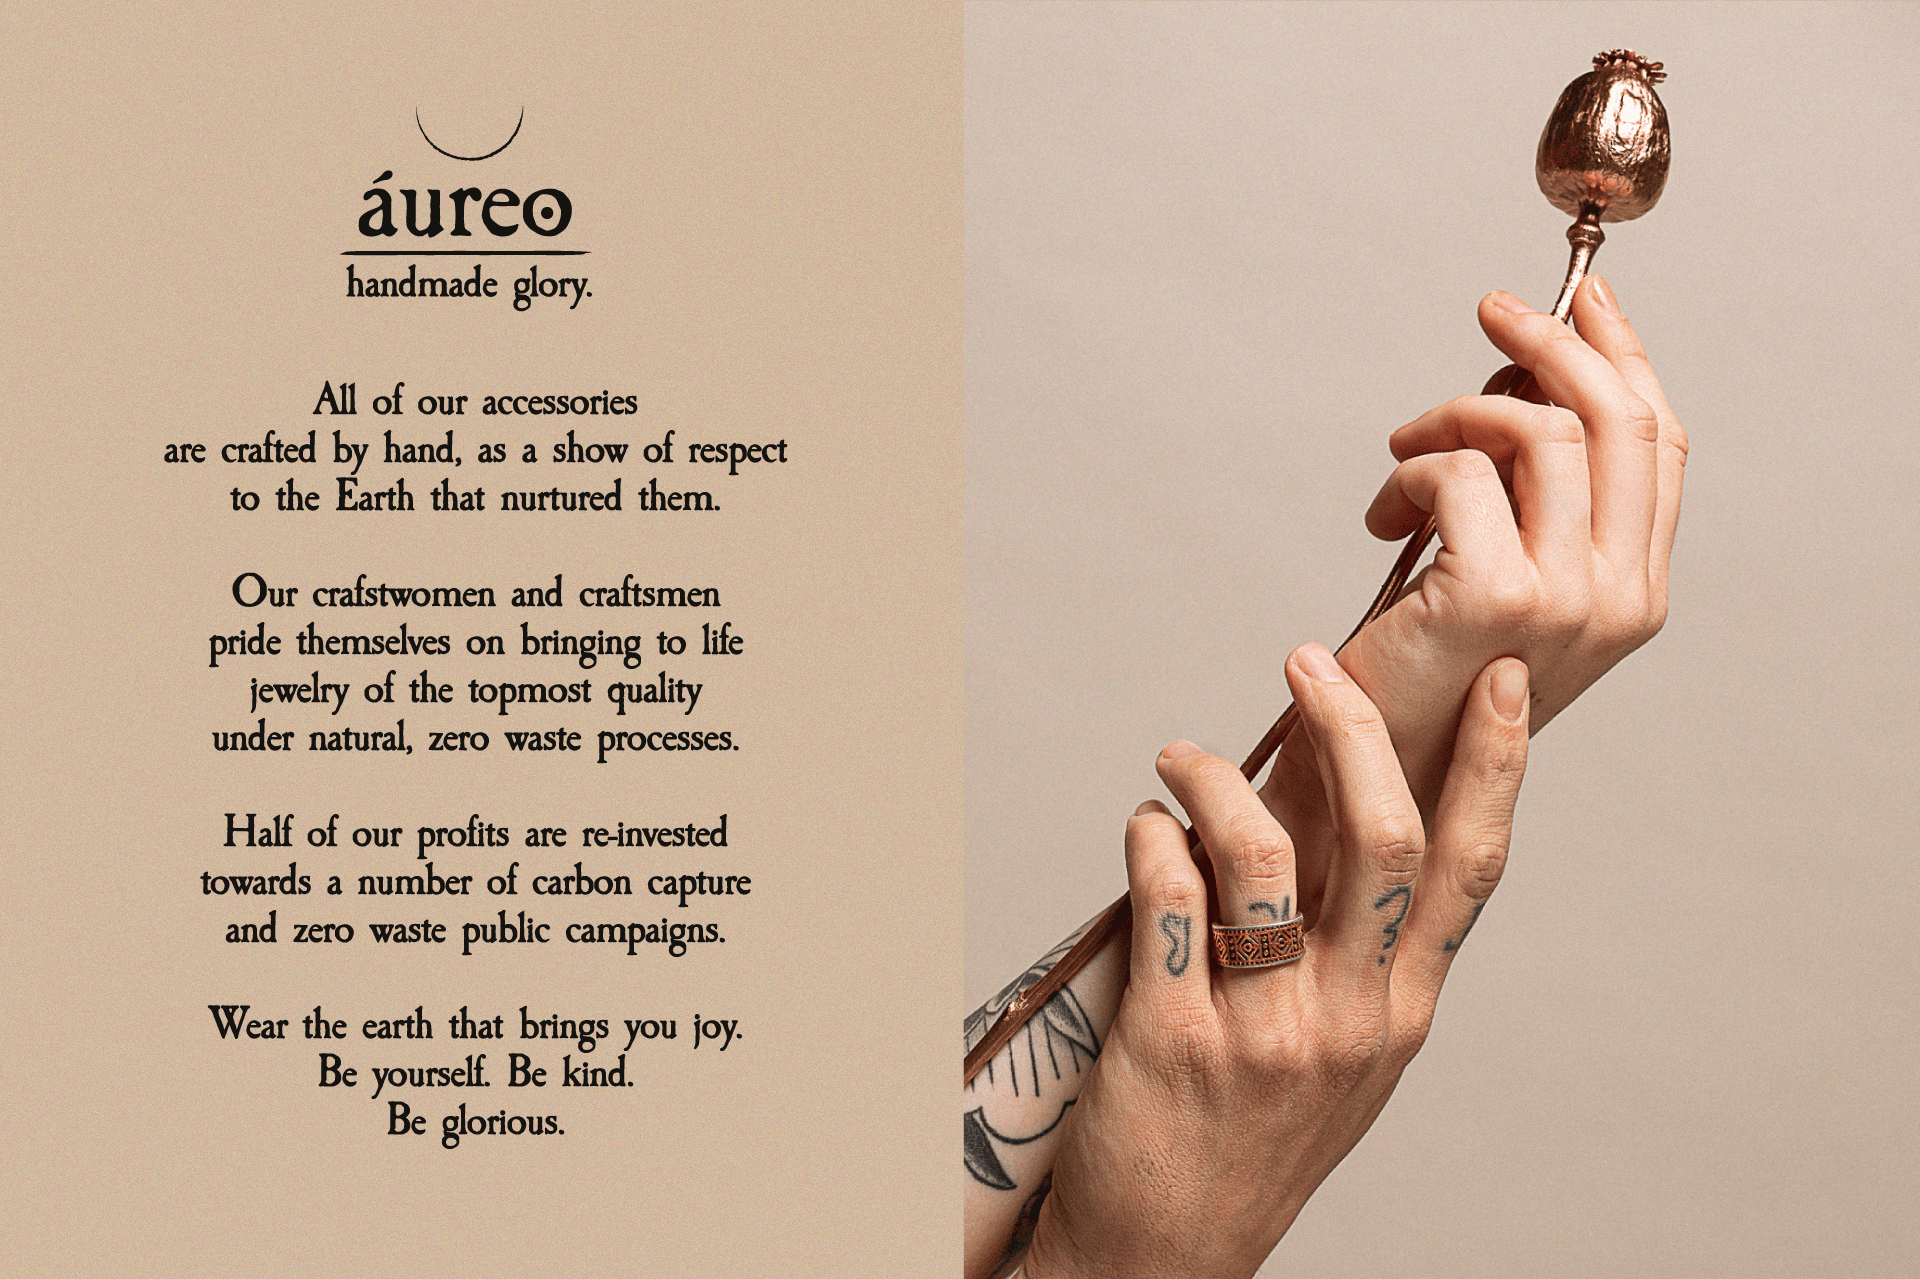 áureo
handmade glory.
All of our accessories
are crafted by hand, as a show of respect
to the Earth that nurtured them.
Our crafstwomen and craftsmen
pride themselves on bringing to life
jewelry of the topmost quality
under natural, zero waste processes.
Half of our profits are re-invested
towards a number of carbon capture
and zero waste public campaigns.
Wear the earth that brings you joy.
Be yourself. Be kind.
Be glorious.